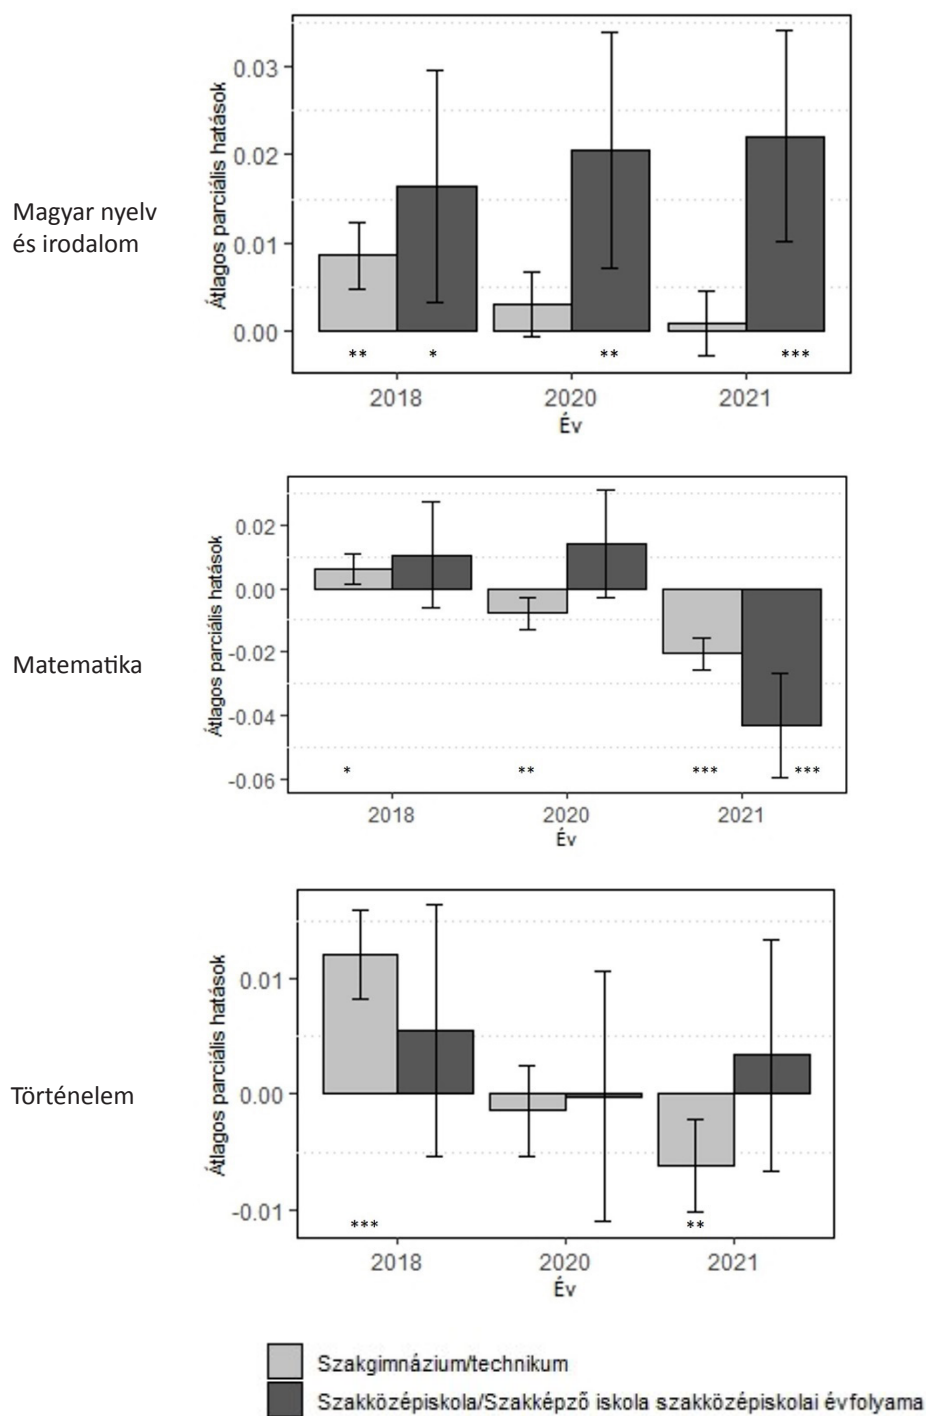 Magyar nyelv
és irodalom
Átlagos parciális hatások
0.03
0.02
0.01
0.00
** * ** ***
2018 2020 2021
Év
Matematika
Átlagos parciális hatások
0.02
0.00
-0.02
-0.04
-0.06
* ** *** ***
2018 2020 2021
Év
Történelem
Átlagos parciális hatások
0.01
0.00
-0.01
*** **
2018 2020 2021
Év
Szakgimnázium/technikum
Szakközépiskola/Szakképző iskola szakközépiskolai évfolyama